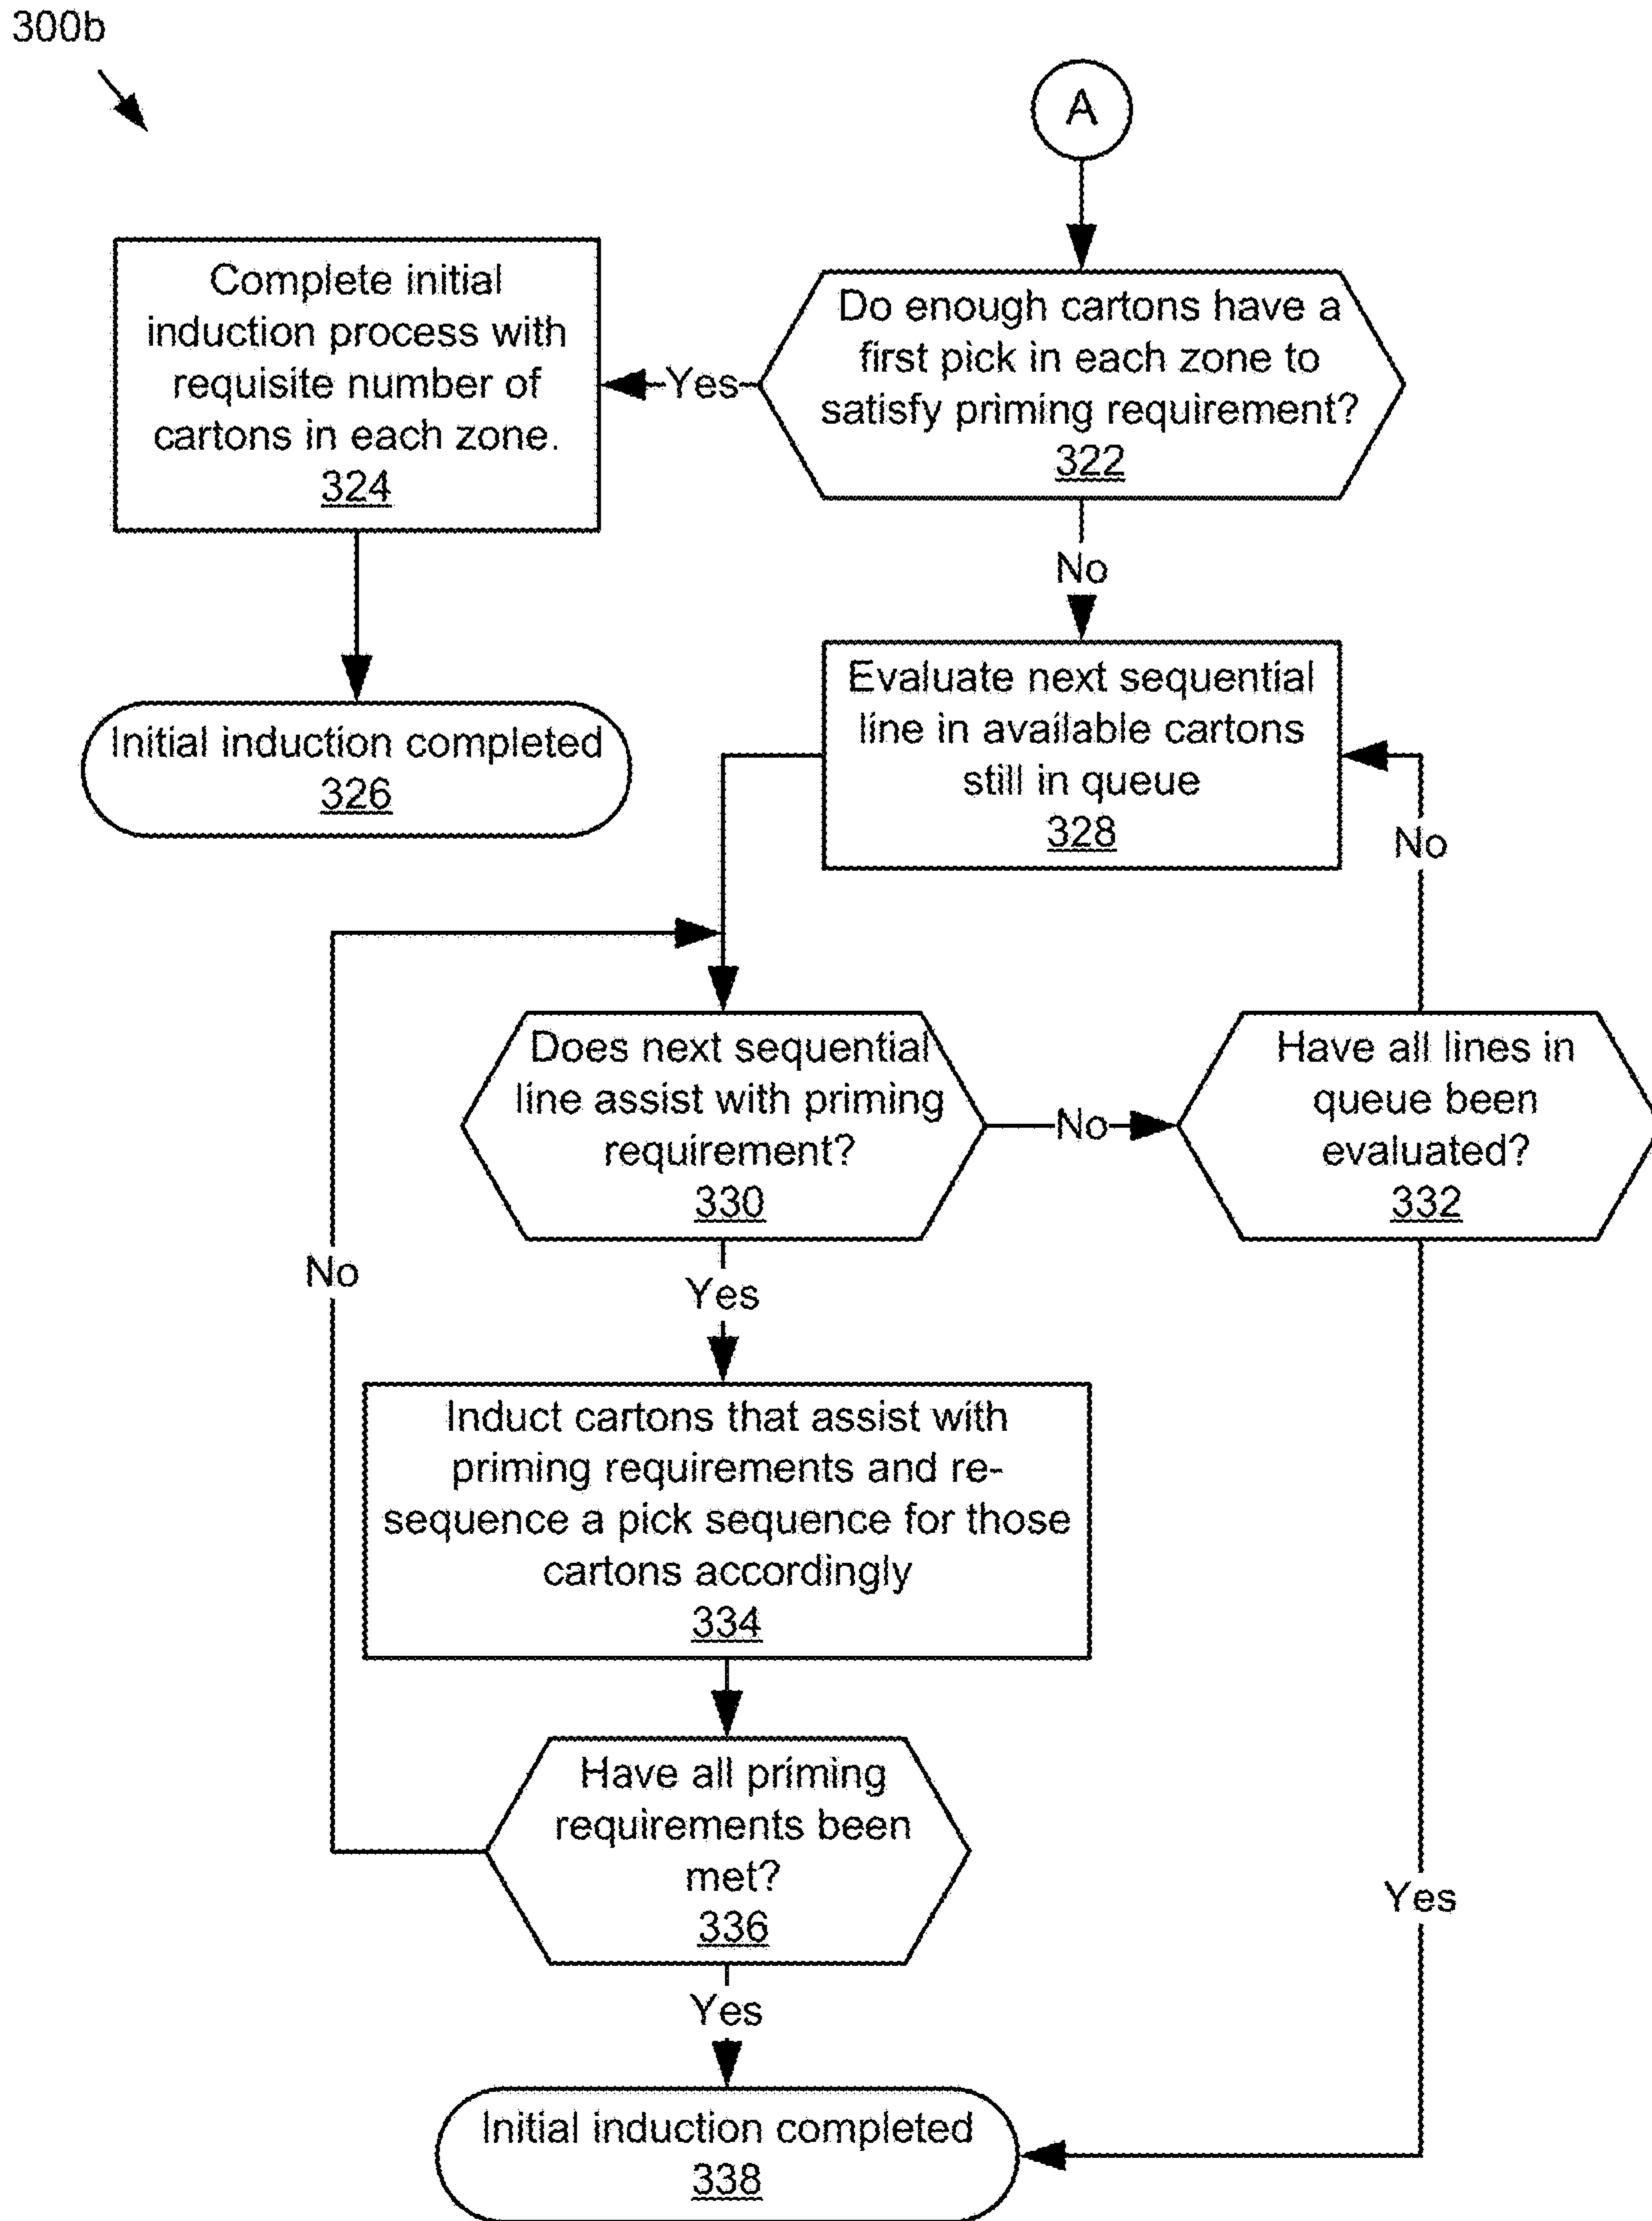 300b
A
Do enough cartons have a
first pick in each zone to
satisfy priming requirement?
322
Yes
Complete initial
induction process with
requisite number of
cartons in each zone.
324
Initial induction completed
326
No
Evaluate next sequential
line in available cartons
still in queue
328
No
Does next sequential
line assist with priming
requirement?
330
No
Have all lines in
queue been
evaluated?
332
No
Yes
Induct cartons that assist with
priming requirements and re-
sequence a pick sequence for those
cartons accordingly
334
Have all priming
requirements been
met?
336
Yes
Yes
Initial induction completed
338